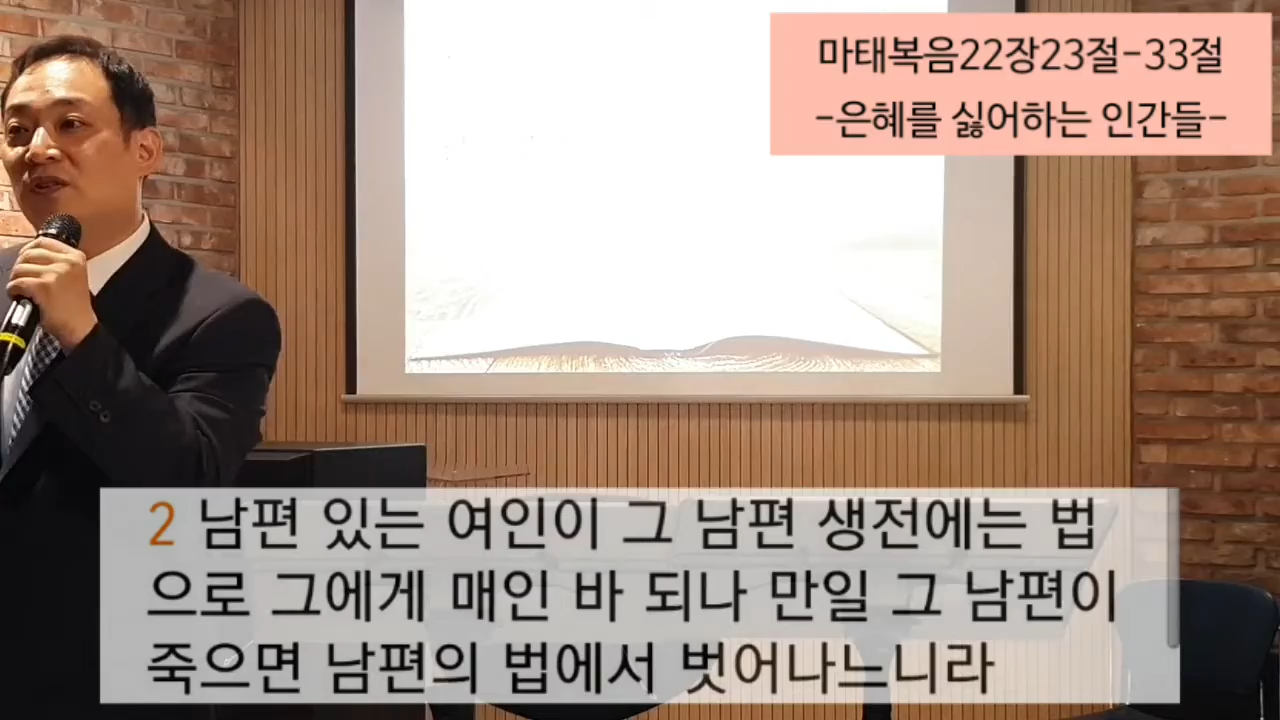 마태복음22장23절-33절
-은혜를 싫어하는 인간들-
2 남편 있는 여인이 그 남편 생전에는 법
으로 그에게 매인 바 되나 만일 그 남편이
죽으면 남편의 법에서 벗어나느니라